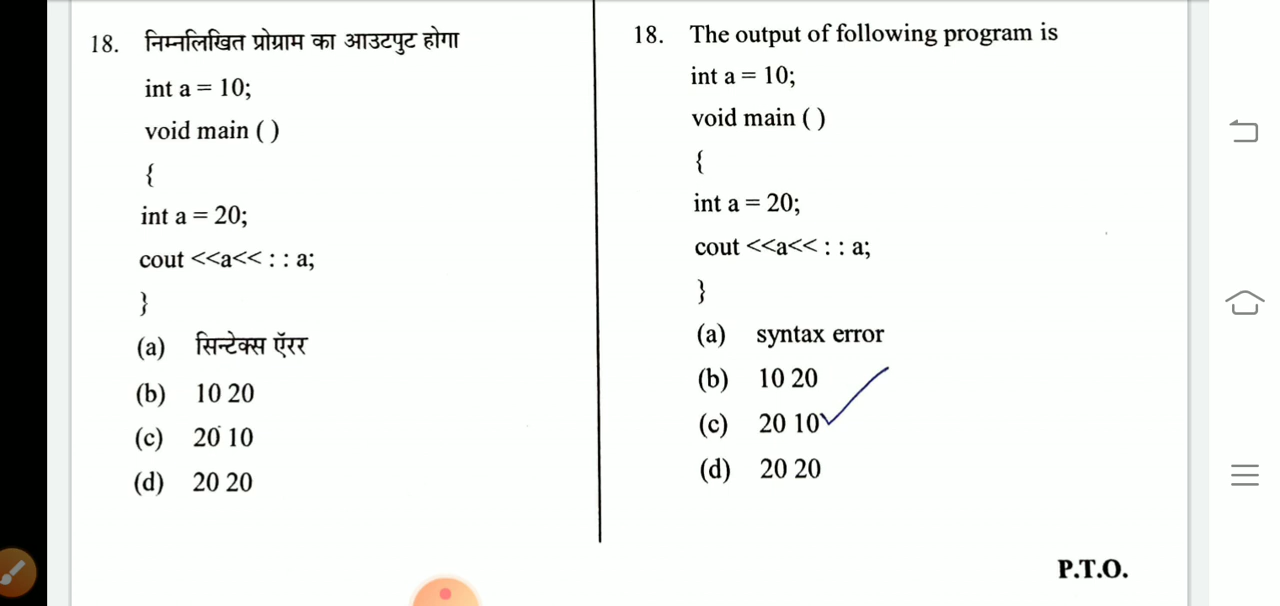 18. निम्नलिखित प्रोग्राम का आउटपुट होगा
int a = 10;
void main ( )
{
int a = 20;
cout <<a<< : : a;
}
(a) सिन्टेक्स ऍरर
(b) 10 20
(c) 20 10
(d) 20 20
18. The output of following program is
int a = 10;
void main ( )
{
int a = 20;
cout <<a<< : : a;
}
(a) syntax error
(b) 10 20
(c) 20 10
(d) 20 20
P.T.O.